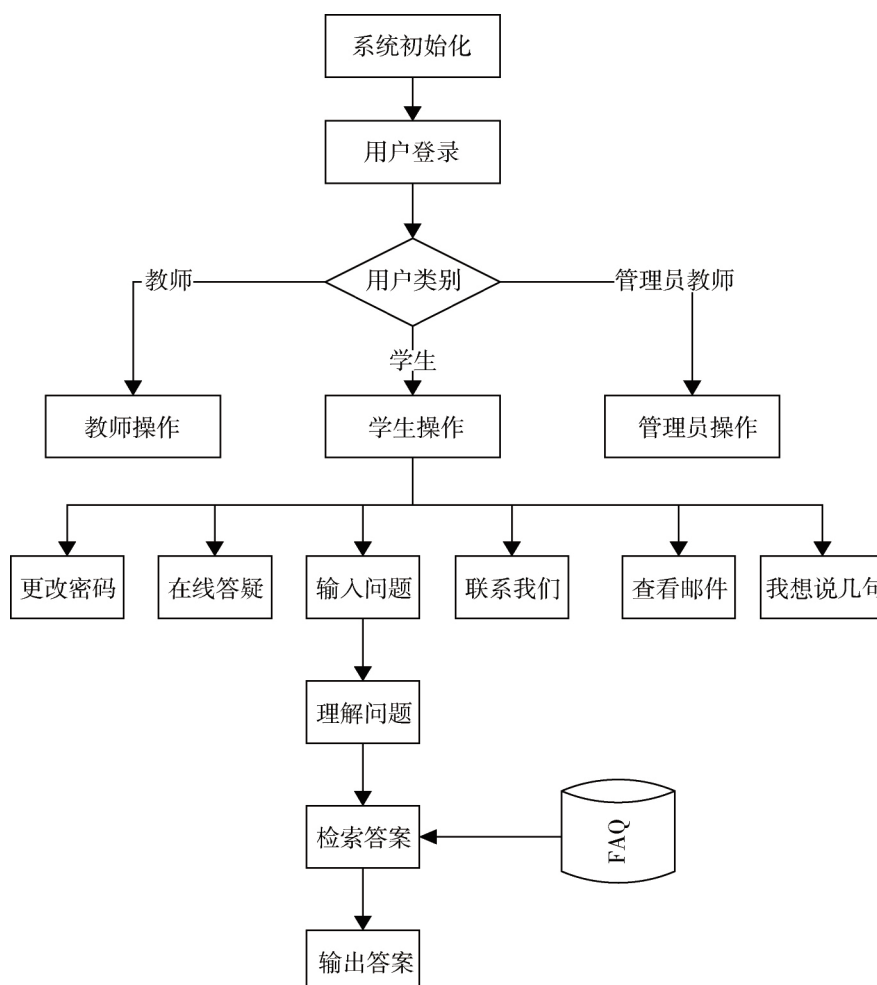 系统初始化
用户登录
用户类别
教师
管理员教师
学生
教师操作
学生操作
管理员操作
更改密码
在线答疑
输入问题
联系我们
查看邮件
我想说几句
理解问题
检索答案
FAQ
输出答案